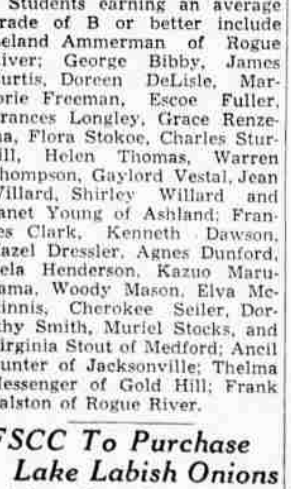 Students earning an average
rade of B or better include
eland Ammerman of Rogue
iver; George Bibby, James
urtis, Doreen DeLisle, Mar-
orie Freeman, Escoe Fuller,
rances Longley, Grace Renze-
na, Flora Stokoe, Charles Stur-
ill, Helen Thomas, Warren
hompson, Gaylord Vestal, Jean
Villard, Shirley Willard and
anet Young of Ashland; Fran-
es Clark, Kenneth Dawson,
azel Dressler, Agnes Dunford,
ela Henderson, Kazuo Maru-
ama, Woody Mason, Elva Mc-
innis, Cherokee Seiler, Dor-
thy Smith, Muriel Stocks, and
irginia Stout of Medford; Ancil
unter of Jacksonville; Thelma
Messenger of Gold Hill; Frank
alston of Rogue River.
FSCC To Purchase
Lake Labish Onions